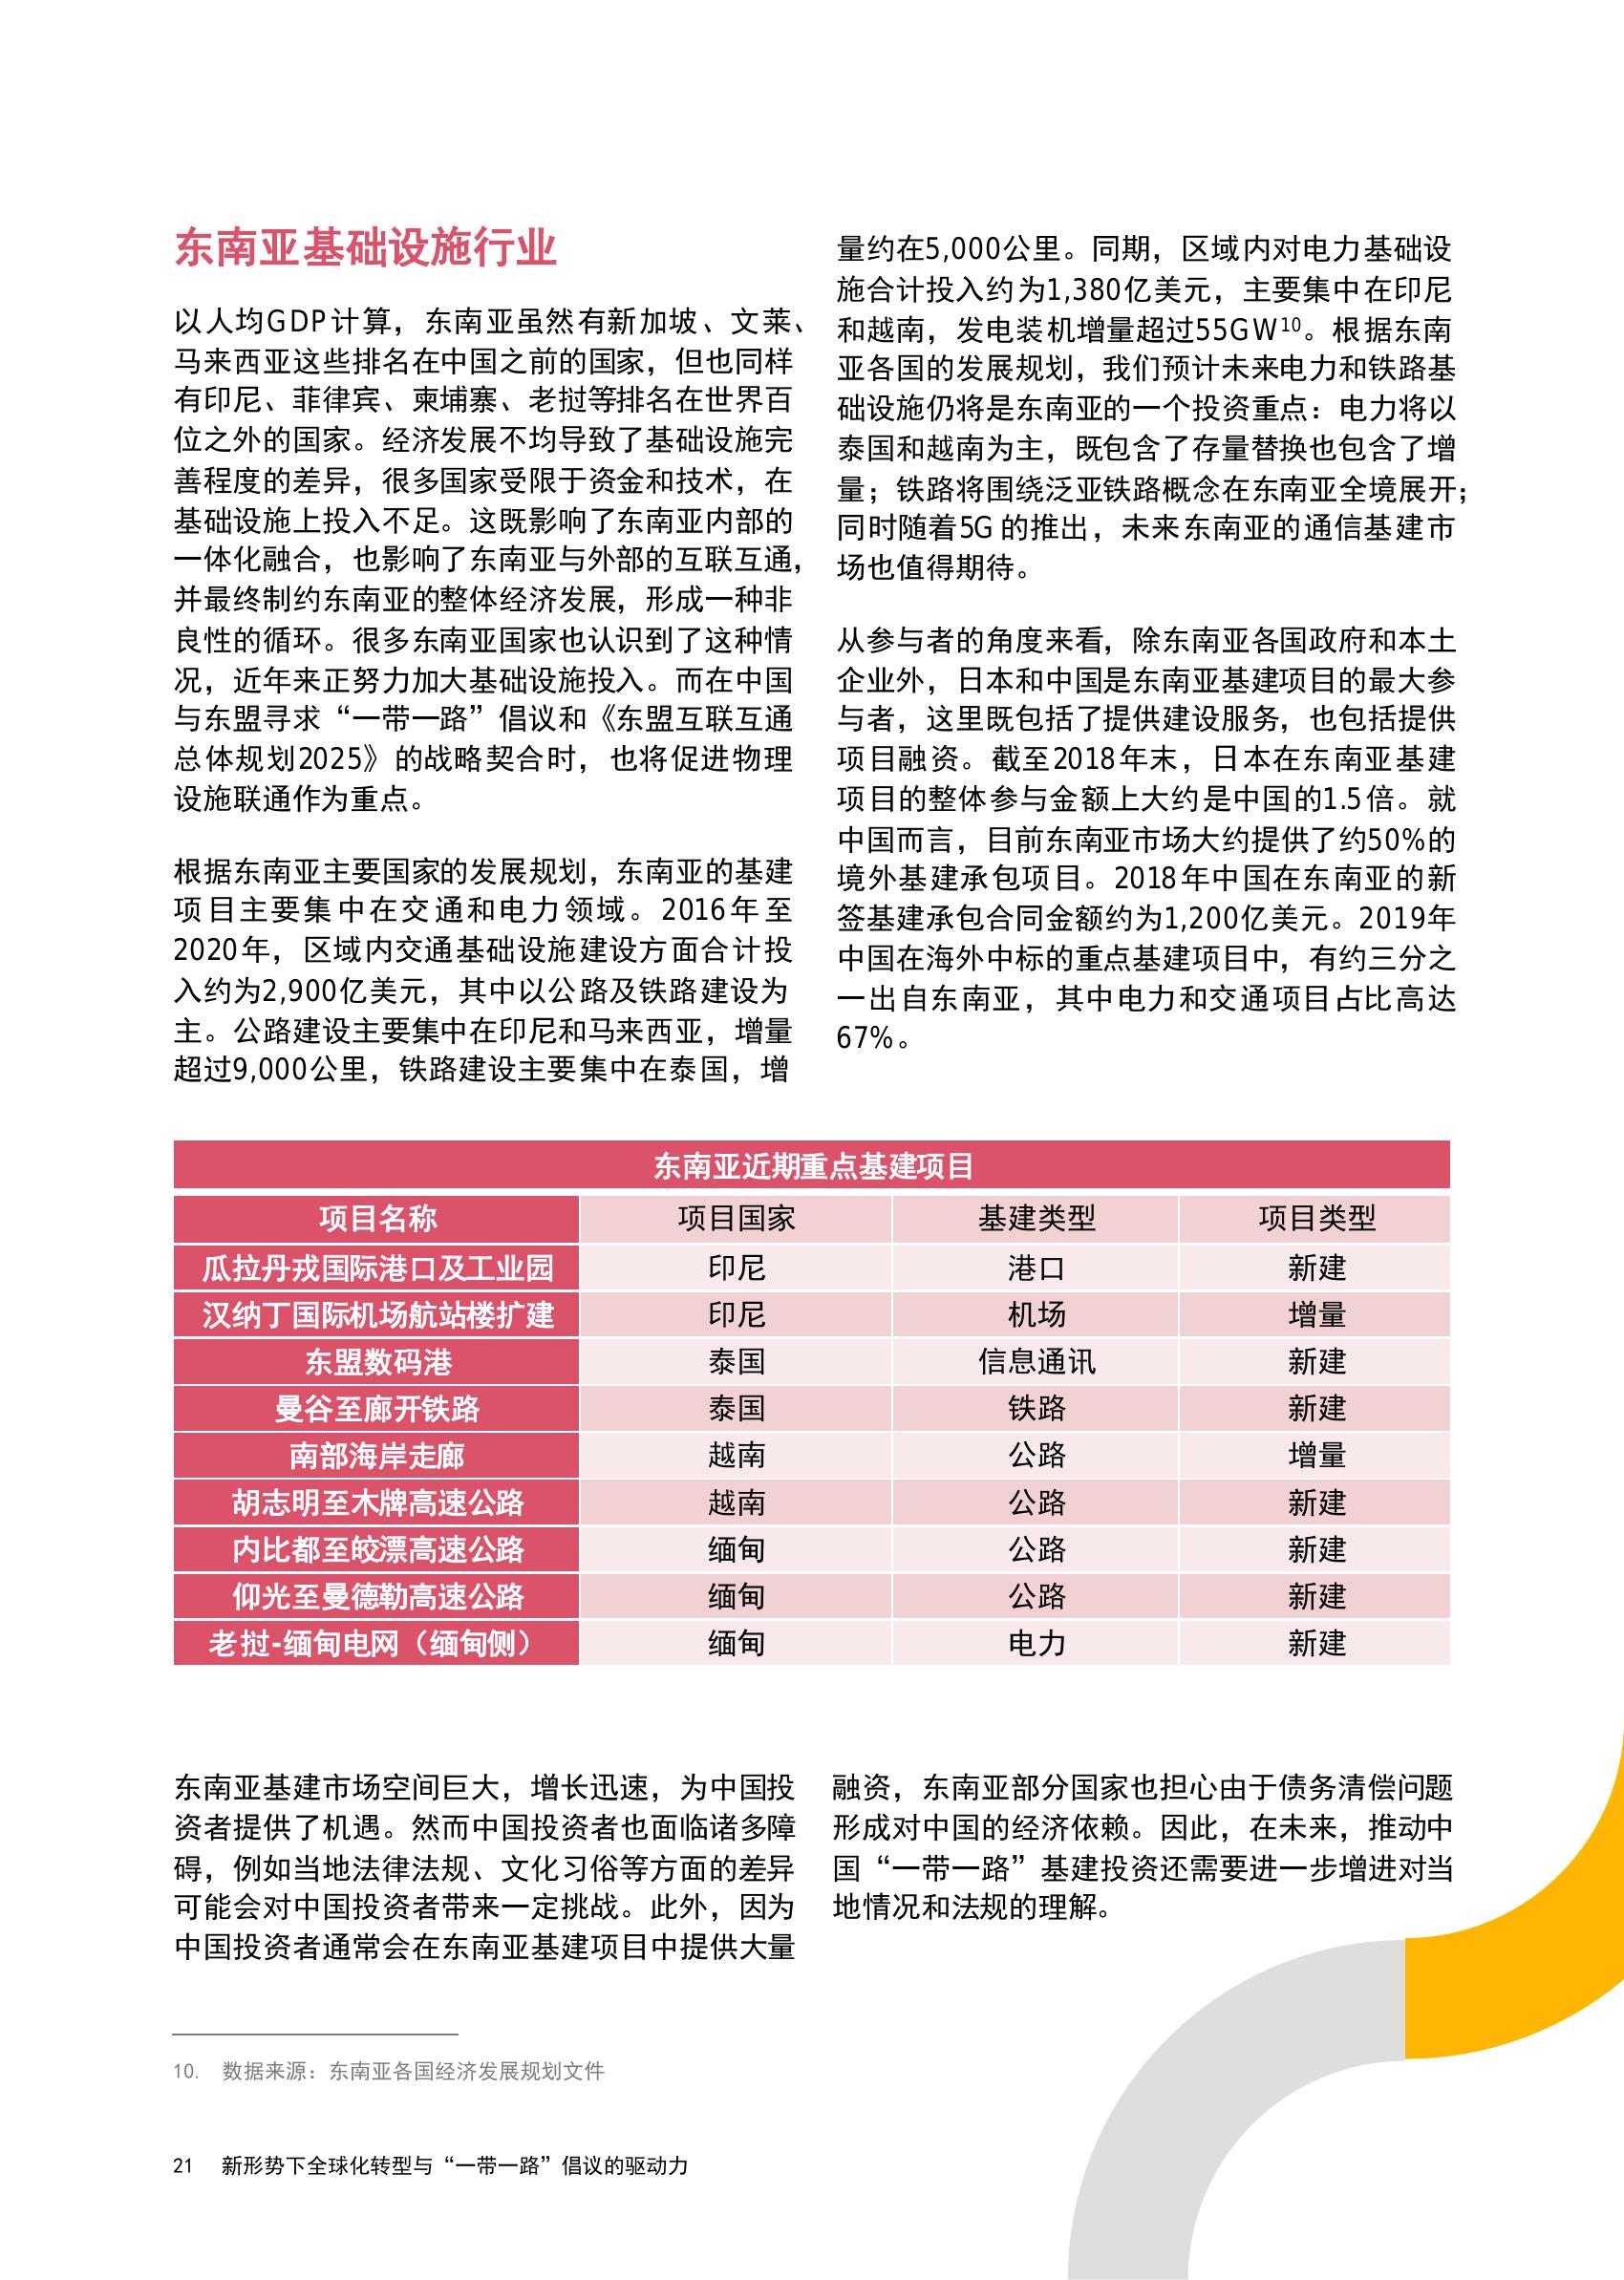 东南亚基础设施行业
以人均GDP计算，东南亚虽然有新加坡、文莱、
马来西亚这些排名在中国之前的国家，但也同样
有印尼、菲律宾、柬埔寨、老挝等排名在世界百
位之外的国家。经济发展不均导致了基础设施完
善程度的差异，很多国家受限于资金和技术，在
基础设施上投入不足。这既影响了东南亚内部的
一体化融合，也影响了东南亚与外部的互联互通，
并最终制约东南亚的整体经济发展，形成一种非
良性的循环。很多东南亚国家也认识到了这种情
况，近年来正努力加大基础设施投入。而在中国
与东盟寻求“一带一路”倡议和《东盟互联互通
总体规划2025》的战略契合时，也将促进物理
设施联通作为重点。
根据东南亚主要国家的发展规划，东南亚的基建
项目主要集中在交通和电力领域。2016年至
2020年，区域内交通基础设施建设方面合计投
入约为2,900亿美元，其中以公路及铁路建设为
主。公路建设主要集中在印尼和马来西亚，增量
超过9,000公里，铁路建设主要集中在泰国，增
量约在5,000公里。同期，区域内对电力基础设
施合计投入约为1,380亿美元，主要集中在印尼
和越南，发电装机增量超过55GW10。根据东南
亚各国的发展规划，我们预计未来电力和铁路基
础设施仍将是东南亚的一个投资重点：电力将以
泰国和越南为主，既包含了存量替换也包含了增
量；铁路将围绕泛亚铁路概念在东南亚全境展开；
同时随着5G的推出，未来东南亚的通信基建市
场也值得期待。
从参与者的角度来看，除东南亚各国政府和本土
企业外，日本和中国是东南亚基建项目的最大参
与者，这里既包括了提供建设服务，也包括提供
项目融资。截至2018年末，日本在东南亚基建
项目的整体参与金额上大约是中国的1.5倍。就
中国而言，目前东南亚市场大约提供了约50%的
境外基建承包项目。2018年中国在东南亚的新
签基建承包合同金额约为1,200亿美元。2019年
中国在海外中标的重点基建项目中，有约三分之
一出自东南亚，其中电力和交通项目占比高达
67%。
东南亚近期重点基建项目
项目名称 项目国家 基建类型 项目类型
瓜拉丹戎国际港口及工业园 印尼 港口 新建
汉纳丁国际机场航站楼扩建 印尼 机场 增量
东盟数码港 泰国 信息通讯 新建
曼谷至廊开铁路 泰国 铁路 新建
南部海岸走廊 越南 公路 增量
胡志明至木牌高速公路 越南 公路 新建
内比都至皎漂高速公路 缅甸 公路 新建
仰光至曼德勒高速公路 缅甸 公路 新建
老挝-缅甸电网（缅甸侧） 缅甸 电力 新建
东南亚基建市场空间巨大，增长迅速，为中国投
资者提供了机遇。然而中国投资者也面临诸多障
碍，例如当地法律法规、文化习俗等方面的差异
可能会对中国投资者带来一定挑战。此外，因为
中国投资者通常会在东南亚基建项目中提供大量
融资，东南亚部分国家也担心由于债务清偿问题
形成对中国的经济依赖。因此，在未来，推动中
国“一带一路”基建投资还需要进一步增进对当
地情况和法规的理解。
10. 数据来源：东南亚各国经济发展规划文件
21 新形势下全球化转型与“一带一路”倡议的驱动力